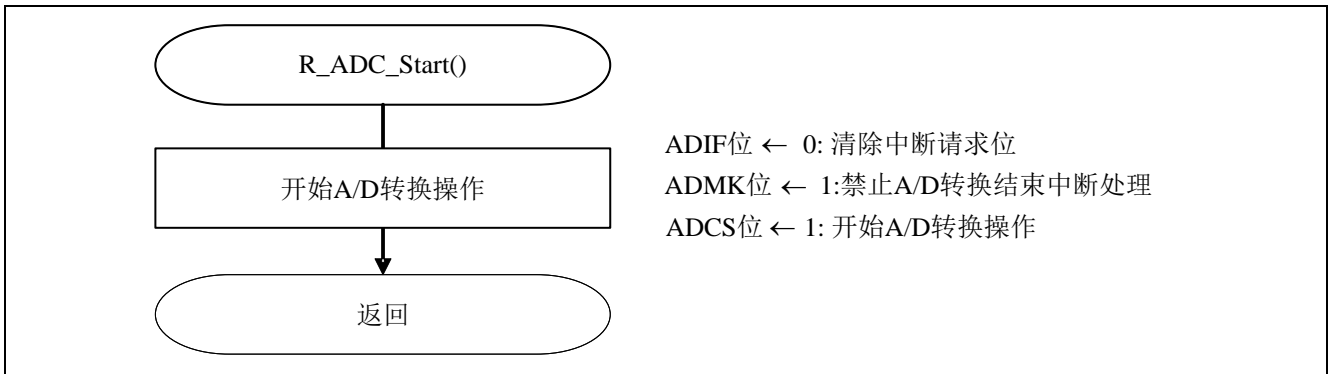 R_ADC_Start()
开始A/D转换操作
ADIF位 ← 0: 清除中断请求位
ADMK位 ← 1:禁止A/D转换结束中断处理
ADCS位 ← 1: 开始A/D转换操作
返回